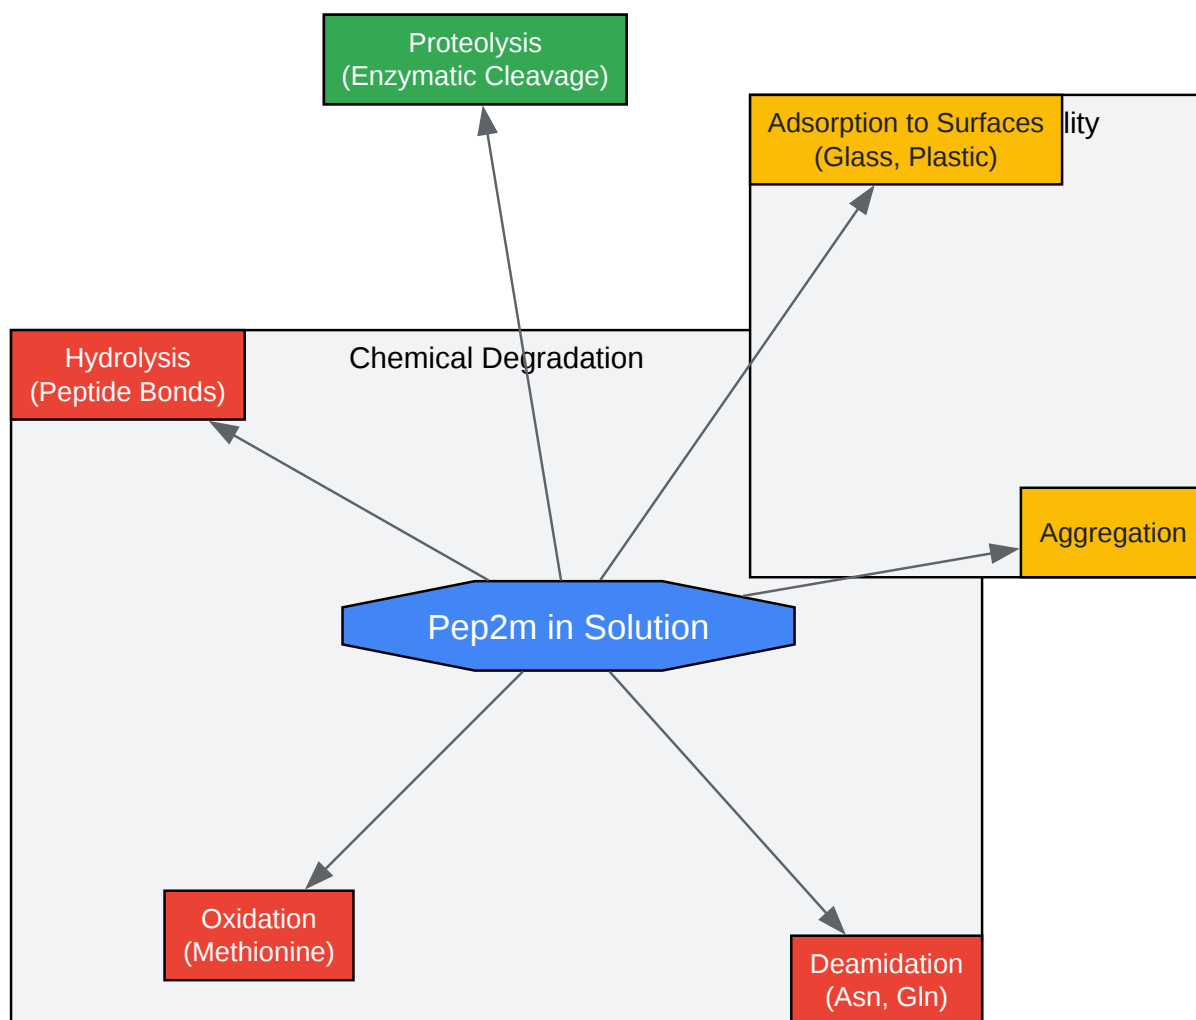 Proteolysis
(Enzymatic Cleavage)
Adsorption to Surfaces
(Glass, Plastic)
Hydrolysis
(Peptide Bonds)
Chemical Degradation
Aggregation
Pep2m in Solution
Oxidation
(Methionine)
Deamidation
(Asn, Gln)